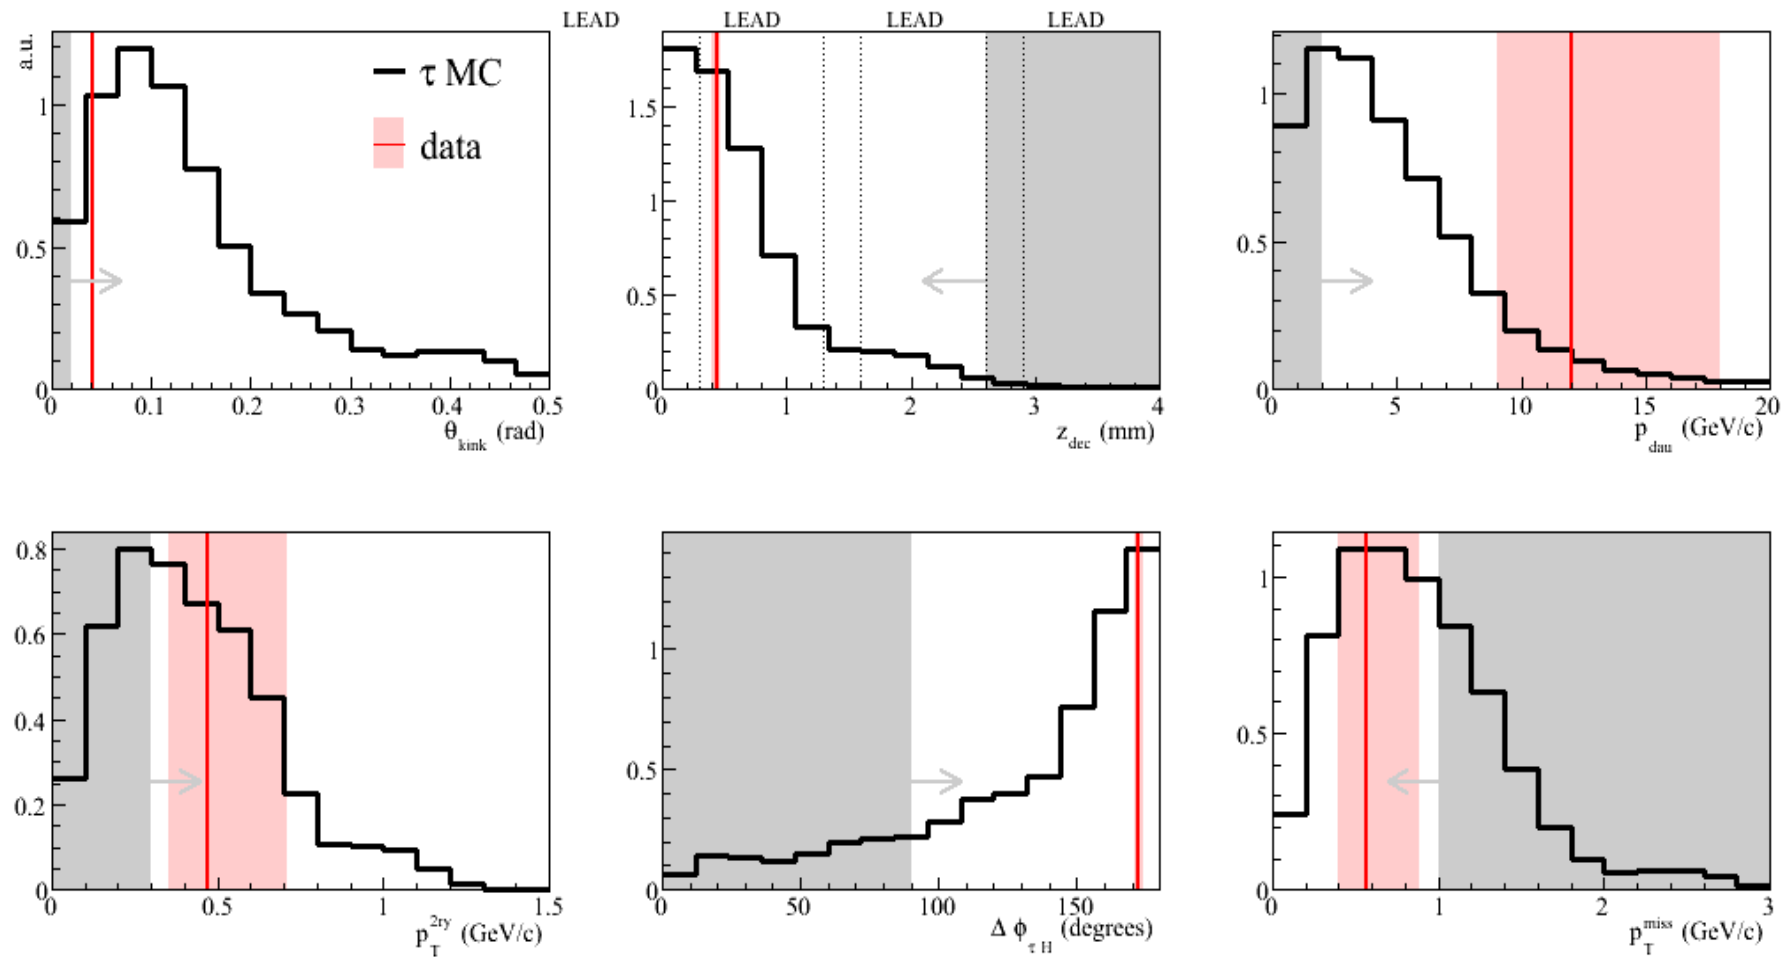 LEAD LEAD LEAD LEAD
a.u.
τ MC
data
1
0.5
0
0 0.1 0.2 0.3 0.4 0.5
θkink (rad)
1.5
1
0.5
0
0 1 2 3 4
zdec (mm)
1
0.5
0
0 5 10 15 20
pdau (GeV/c)
0.8
0.6
0.4
0.2
0
0 0.5 1 1.5
pT2ry (GeV/c)
1
0.5
0
0 50 100 150
Δ ϕτ H (degrees)
1
0.5
0
0 1 2 3
pTmiss (GeV/c)